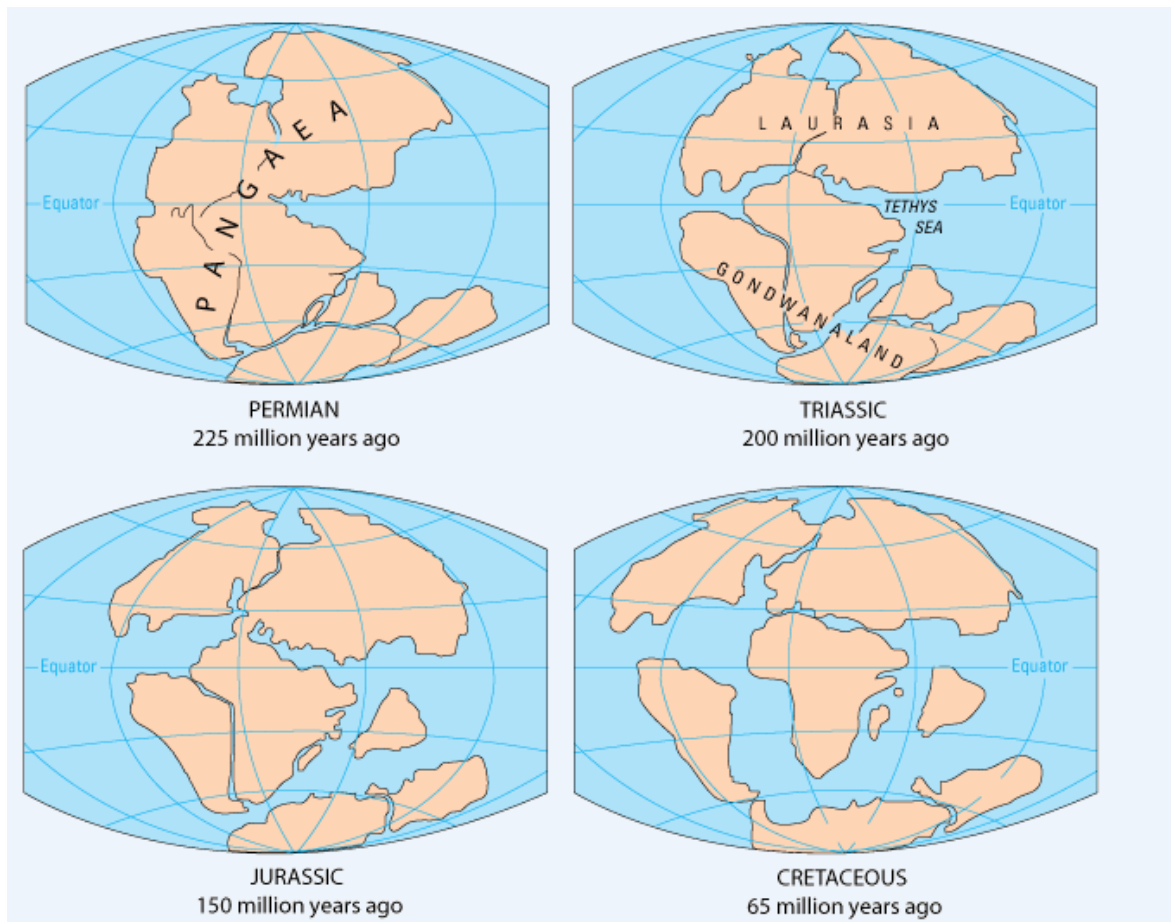 PANGAEA
Equator
PERMIAN
225 million years ago
LAURASIA
TETHYS
SEA
Equator
GONDWANALAND
TRIASSIC
200 million years ago
Equator
JURASSIC
150 million years ago
Equator
CRETACEOUS
65 million years ago